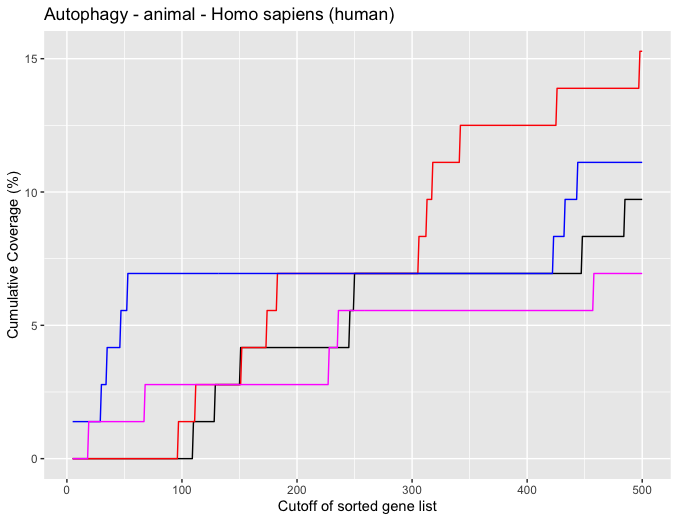 Autophagy - animal - Homo sapiens (human)
Cumulative Coverage (%)
15
10
5
0
0 100 200 300 400 500
Cutoff of sorted gene list